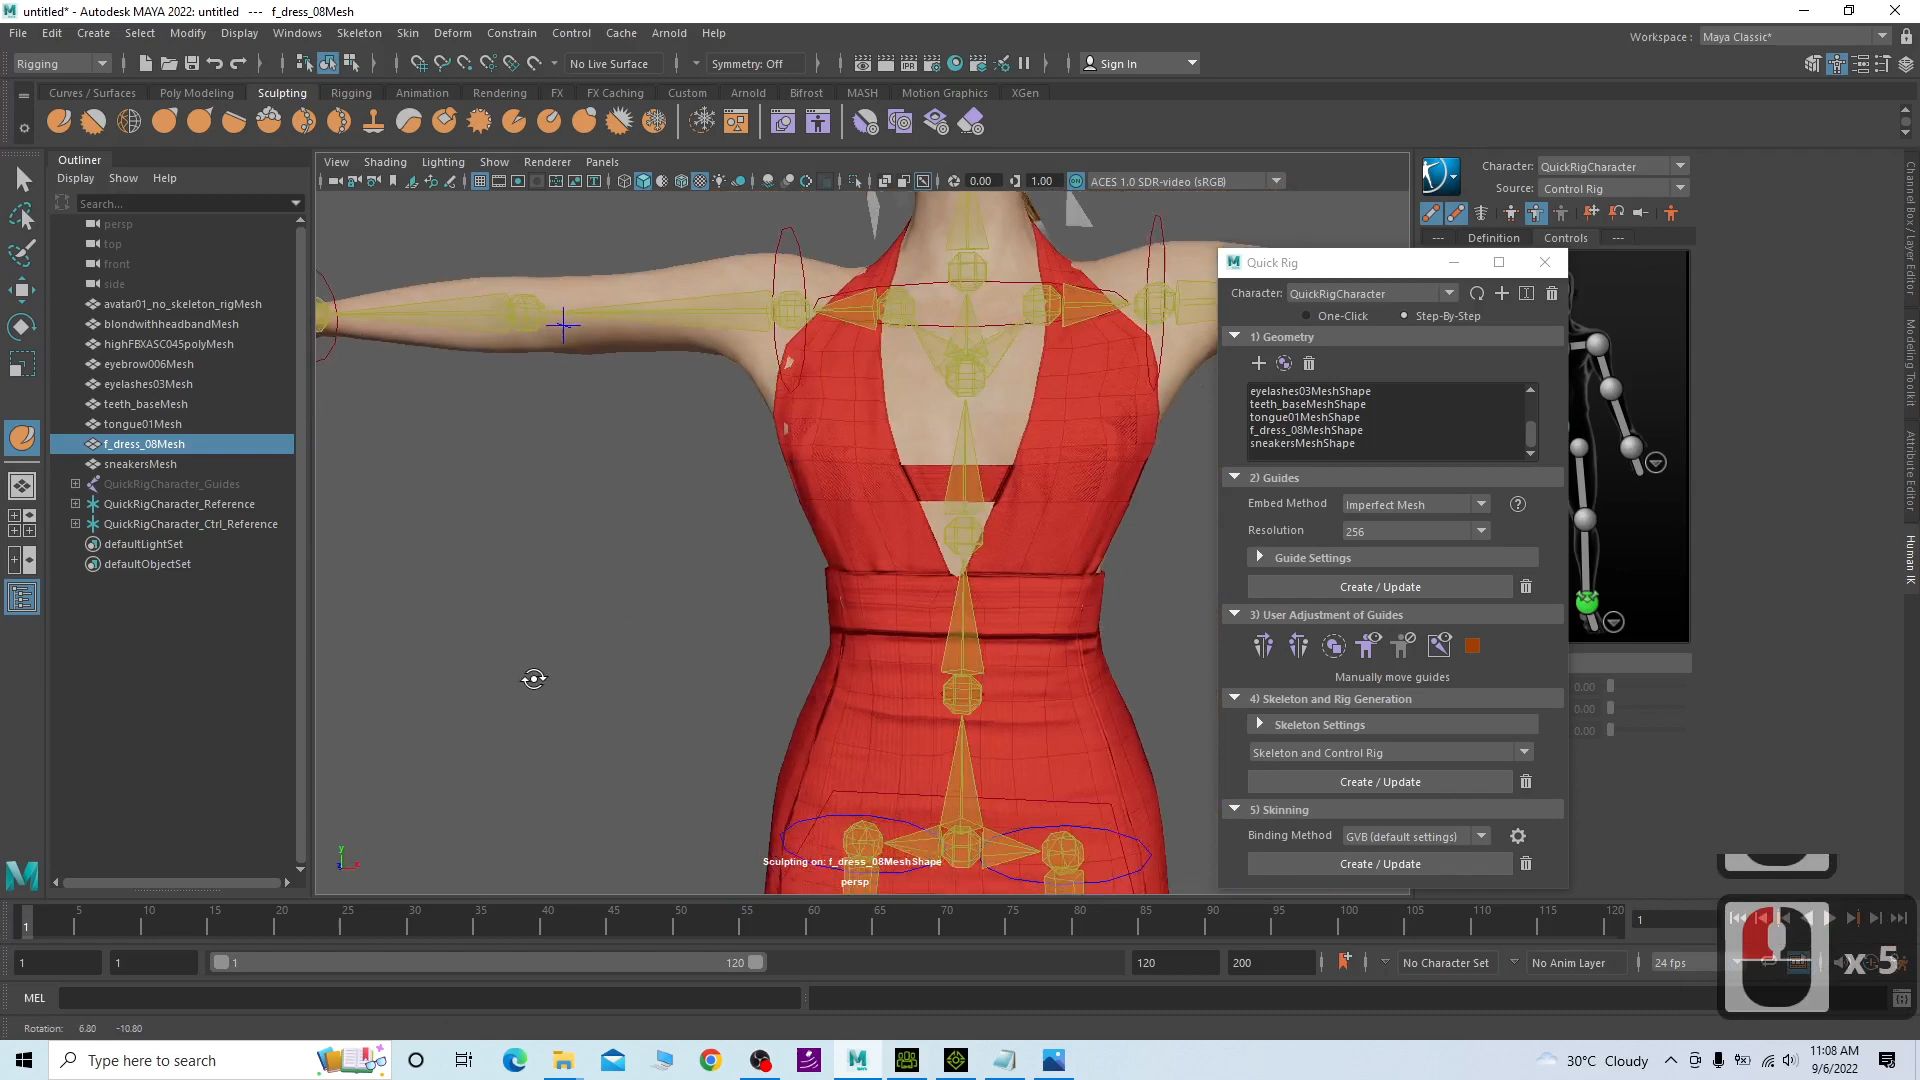 untitled* - Autodesk MAYA 2022: untitled --- f_dress_08Mesh
File Edit Create Select Modify Display Windows Skeleton Skin Deform Constrain Control Cache Arnold Help
Workspace : Maya Classic*
Rigging
No Live Surface
Symmetry: Off
Sign In
Curves / Surfaces Poly Modeling Sculpting Rigging Animation Rendering FX FX Caching Custom Arnold Bifrost MASH Motion Graphics XGen
Outliner
Display Show Help
Search...
persp
top
front
side
avatar01_no_skeleton_rigMesh
blondwithheadbandMesh
highFBXASC045polyMesh
eyebrow006Mesh
eyelashes03Mesh
teeth_baseMesh
tongue01Mesh
f_dress_08Mesh
sneakersMesh
QuickRigCharacter_Guides
QuickRigCharacter_Reference
QuickRigCharacter_Ctrl_Reference
defaultLightSet
defaultObjectSet
View Shading Lighting Show Renderer Panels
0.00 1.00 ACES 1.0 SDR-video (sRGB)
Sculpting on: f_dress_08MeshShape
persp
Character: QuickRigCharacter
Source: Control Rig
--- Definition Controls ---
Quick Rig
Character: QuickRigCharacter
One-Click Step-By-Step
1) Geometry
eyelashes03MeshShape
teeth_baseMeshShape
tongue01MeshShape
f_dress_08MeshShape
sneakersMeshShape
2) Guides
Embed Method Imperfect Mesh
Resolution 256
Guide Settings
Create / Update
3) User Adjustment of Guides
Manually move guides
4) Skeleton and Rig Generation
Skeleton Settings
Skeleton and Control Rig
Create / Update
5) Skinning
Binding Method GVB (default settings)
Create / Update
0.00
0.00
0.00
Channel Box / Layer Editor
Modeling Toolkit
Attribute Editor
Human IK
5 10 15 20 25 30 35 40 45 50 55 60 65 70 75 80 85 90 95 100 105 110 115 120
1
1
1 1 1 120 120 200 No Character Set No Anim Layer 24 fps
x 5
MEL
Rotation: 6.80 -10.80
Type here to search
30°C Cloudy
11:08 AM
9/6/2022